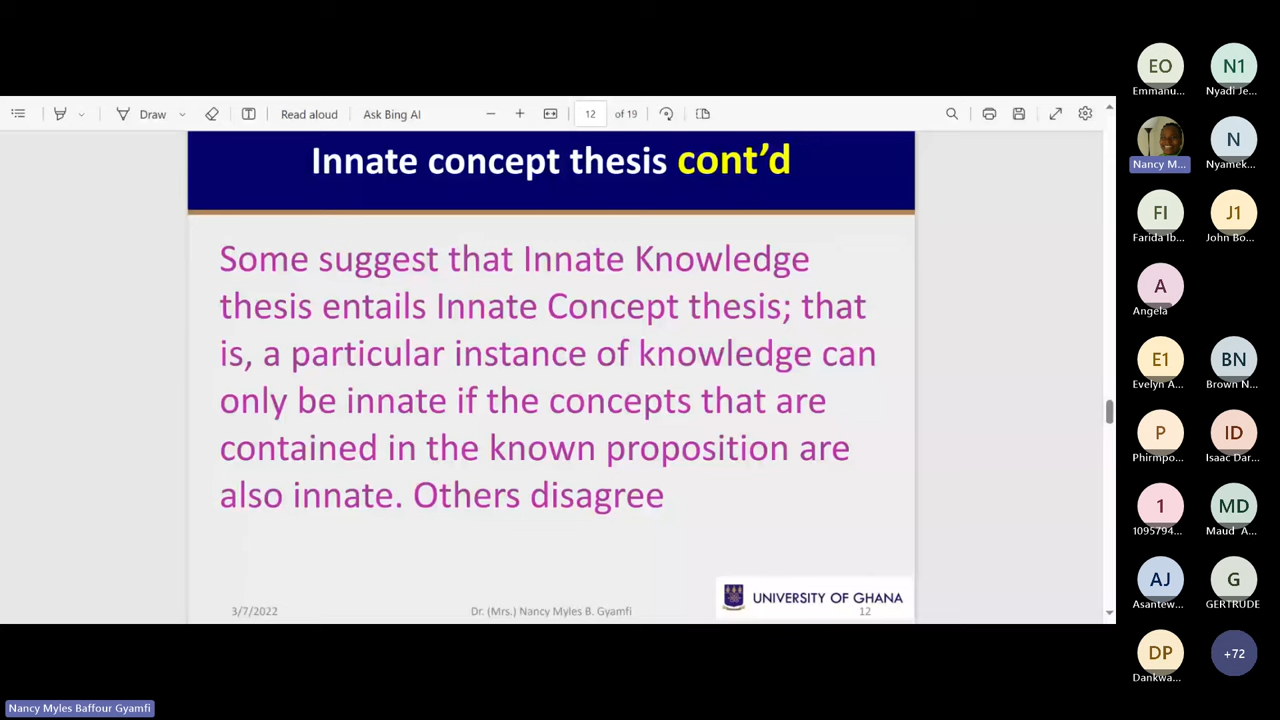 EO
N1
Emmanu...
Nyadi Je...
Draw
Read aloud
Ask Bing AI
12
of 19
Innate concept thesis cont'd
N
Nancy M...
Nyamek...
Some suggest that Innate Knowledge
thesis entails Innate Concept thesis; that
is, a particular instance of knowledge can
only be innate if the concepts that are
contained in the known proposition are
also innate. Others disagree
FI
J1
Farida Ib...
John Bo...
A
Angela
E1
BN
Evelyn A...
Brown N...
P
ID
Phirmpo...
Isaac Dar...
1
MD
1095794...
Maud A...
AJ
G
Asantew...
GERTRUDE
3/7/2022
Dr. (Mrs.) Nancy Myles B. Gyamfi
UNIVERSITY OF GHANA
12
DP
+72
Dankwa...
Nancy Myles Baffour Gyamfi